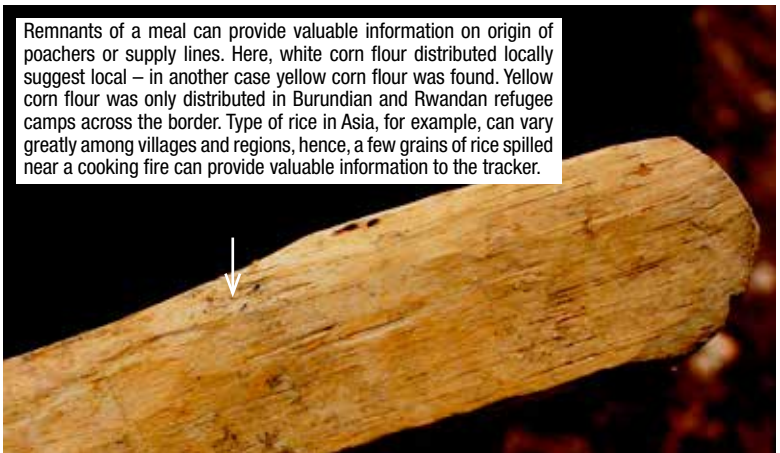 Remnants of a meal can provide valuable information on origin of
poachers or supply lines. Here, white corn flour distributed locally
suggest local – in another case yellow corn flour was found. Yellow
corn flour was only distributed in Burundian and Rwandan refugee
camps across the border. Type of rice in Asia, for example, can vary
greatly among villages and regions, hence, a few grains of rice spilled
near a cooking fire can provide valuable information to the tracker.